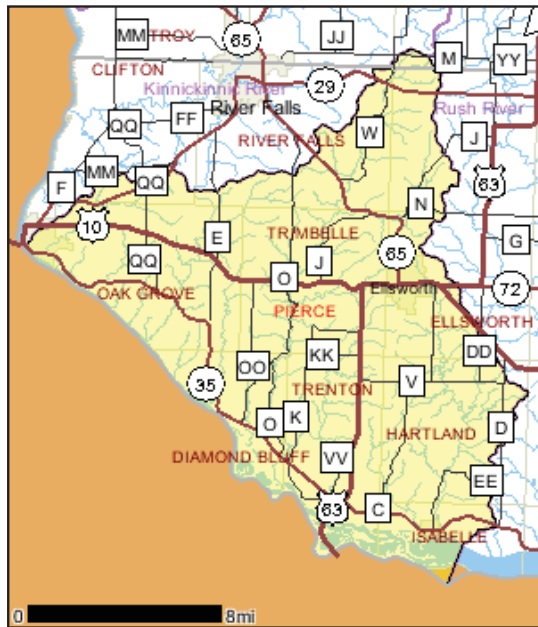 MM
TROY
65
JJ
M
YY
CLIFTON
Kinnickinnic River
29
River Falls
Rush River
QQ
FF
W
J
RIVER FALLS
F
MM
QQ
63
N
10
E
TRIMBELLE
65
G
QQ
J
O
72
OAK GROVE
Ellsworth
PIERCE
ELLSWORTH
KK
DD
OO
35
TRENTON
V
O
K
D
HARTLAND
DIAMOND BLUFF
VV
EE
63
C
ISABELLE
0
8mi